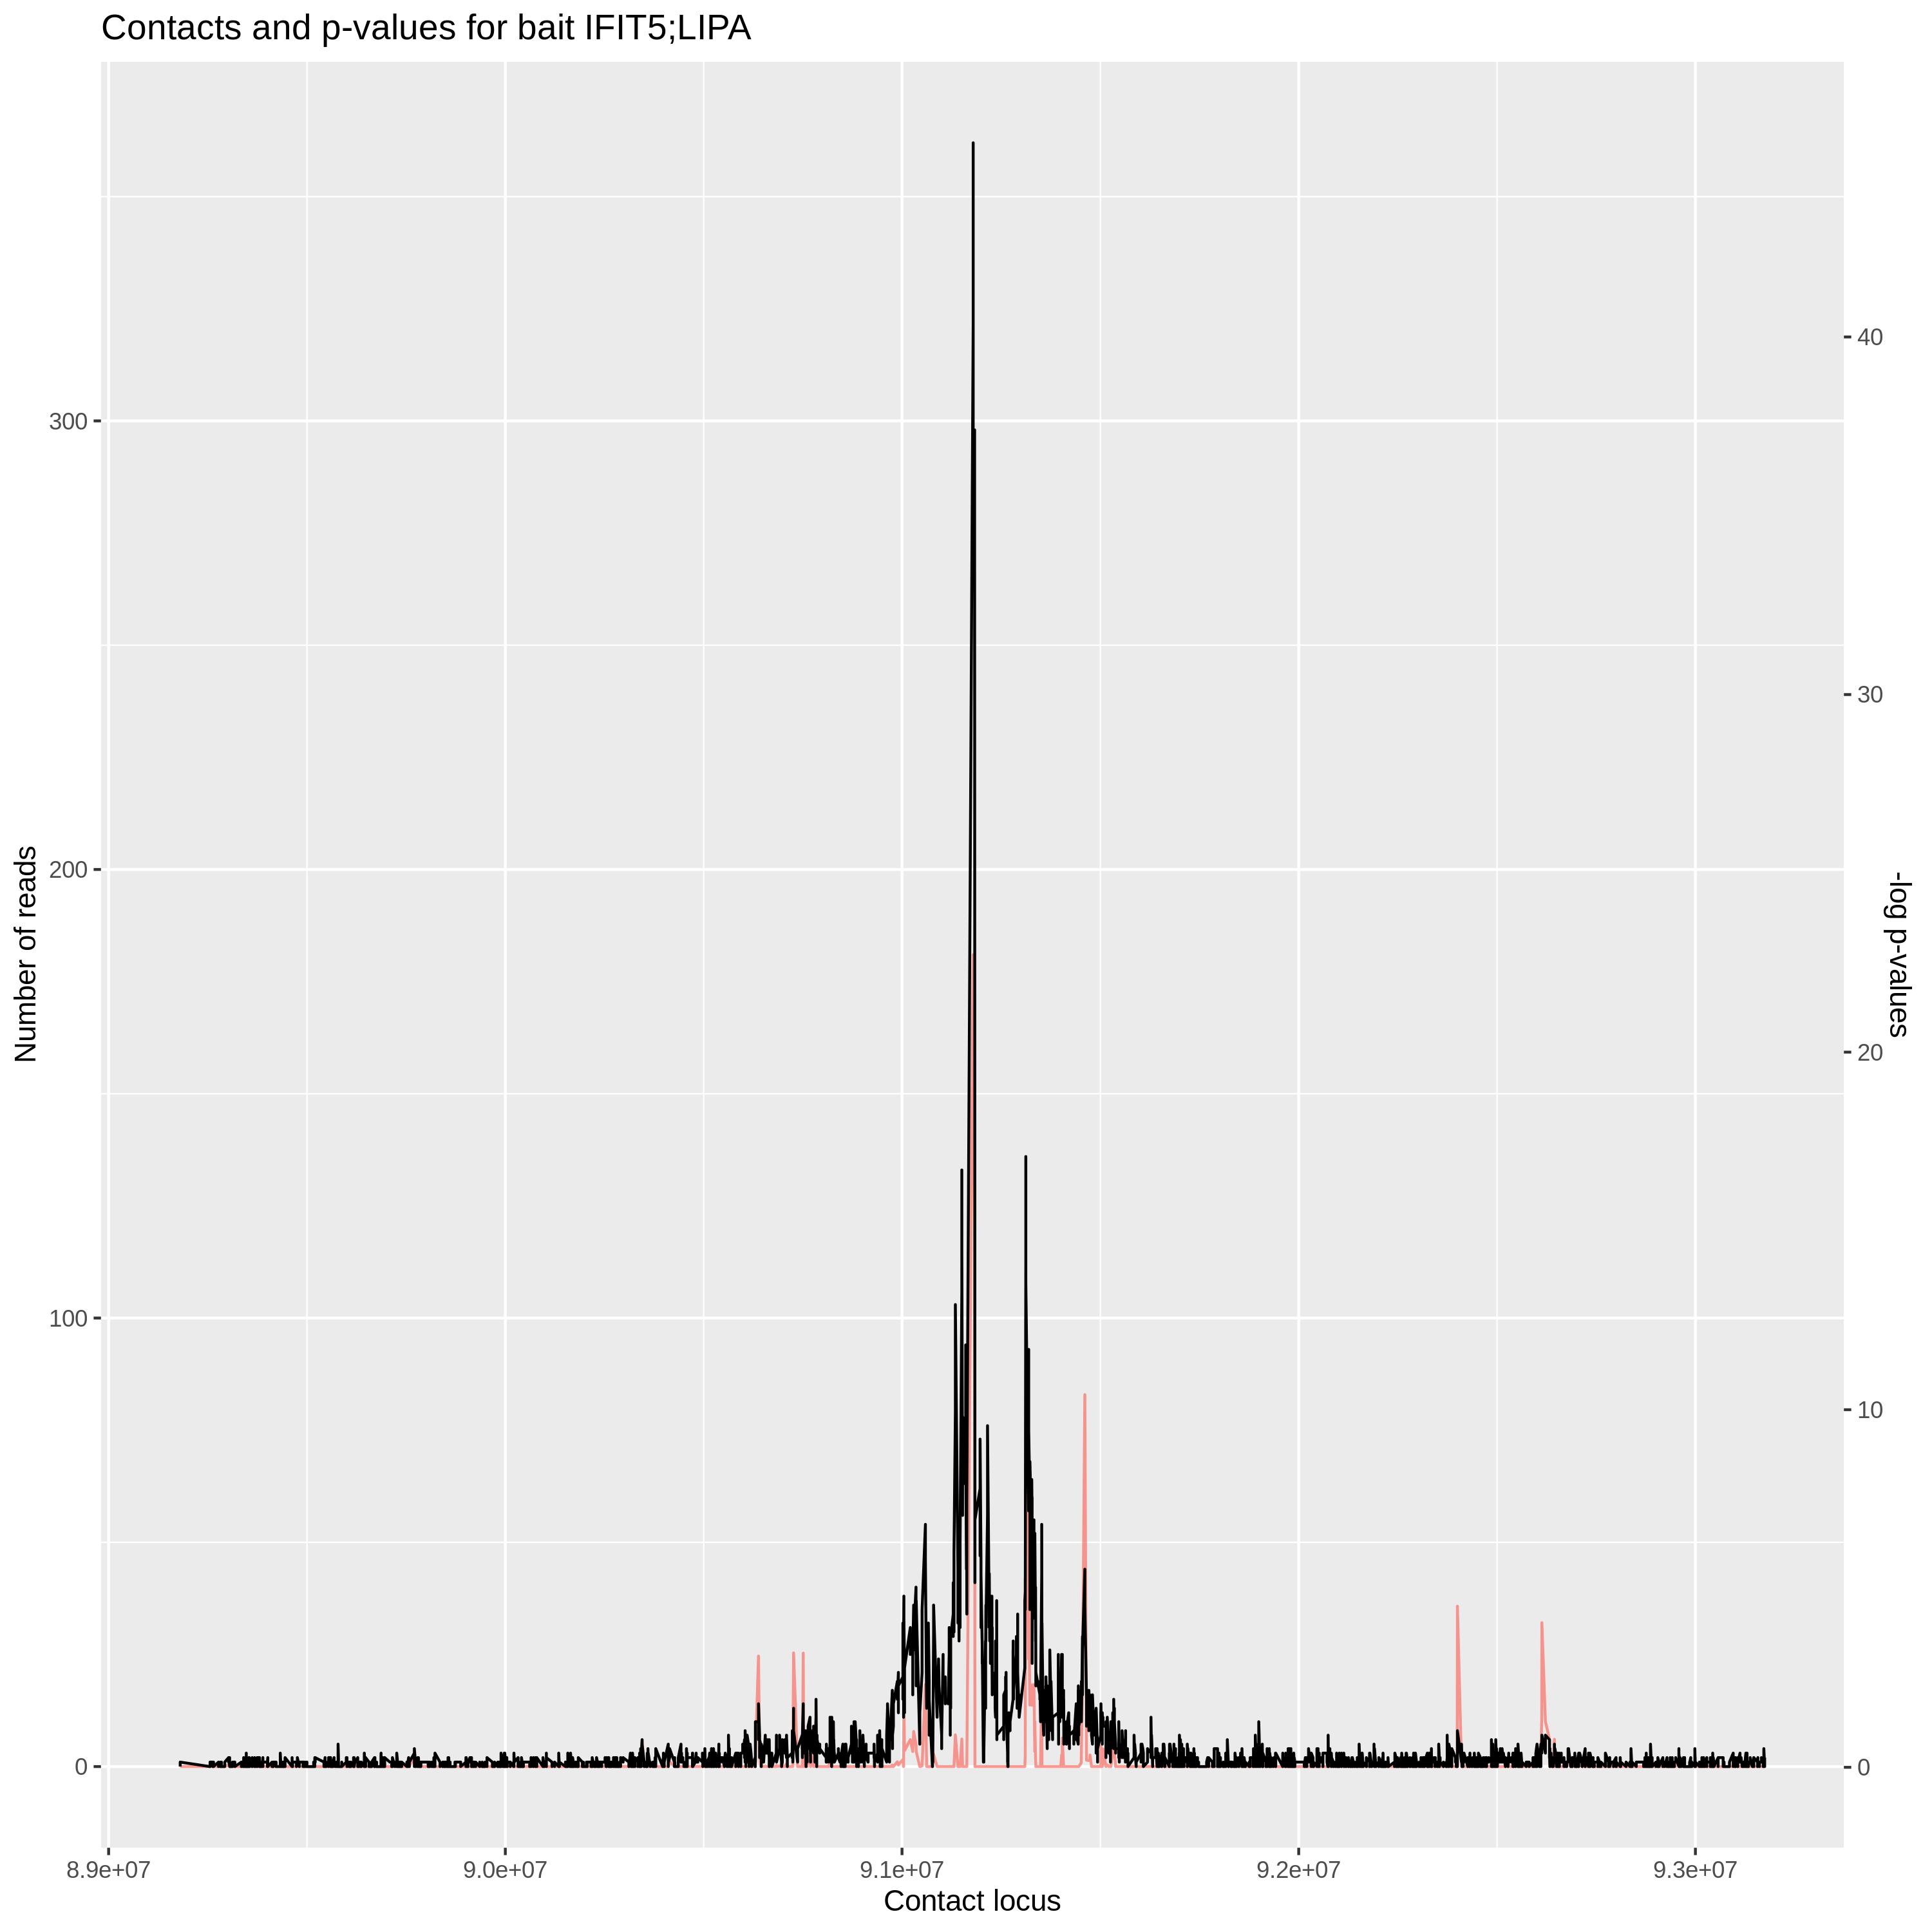 Contacts and p-values for bait IFIT5;LIPA
Number of reads
300
200
100
0
40
30
20
10
0
-log p-values
8.9e+07
9.0e+07
9.1e+07
9.2e+07
9.3e+07
Contact locus